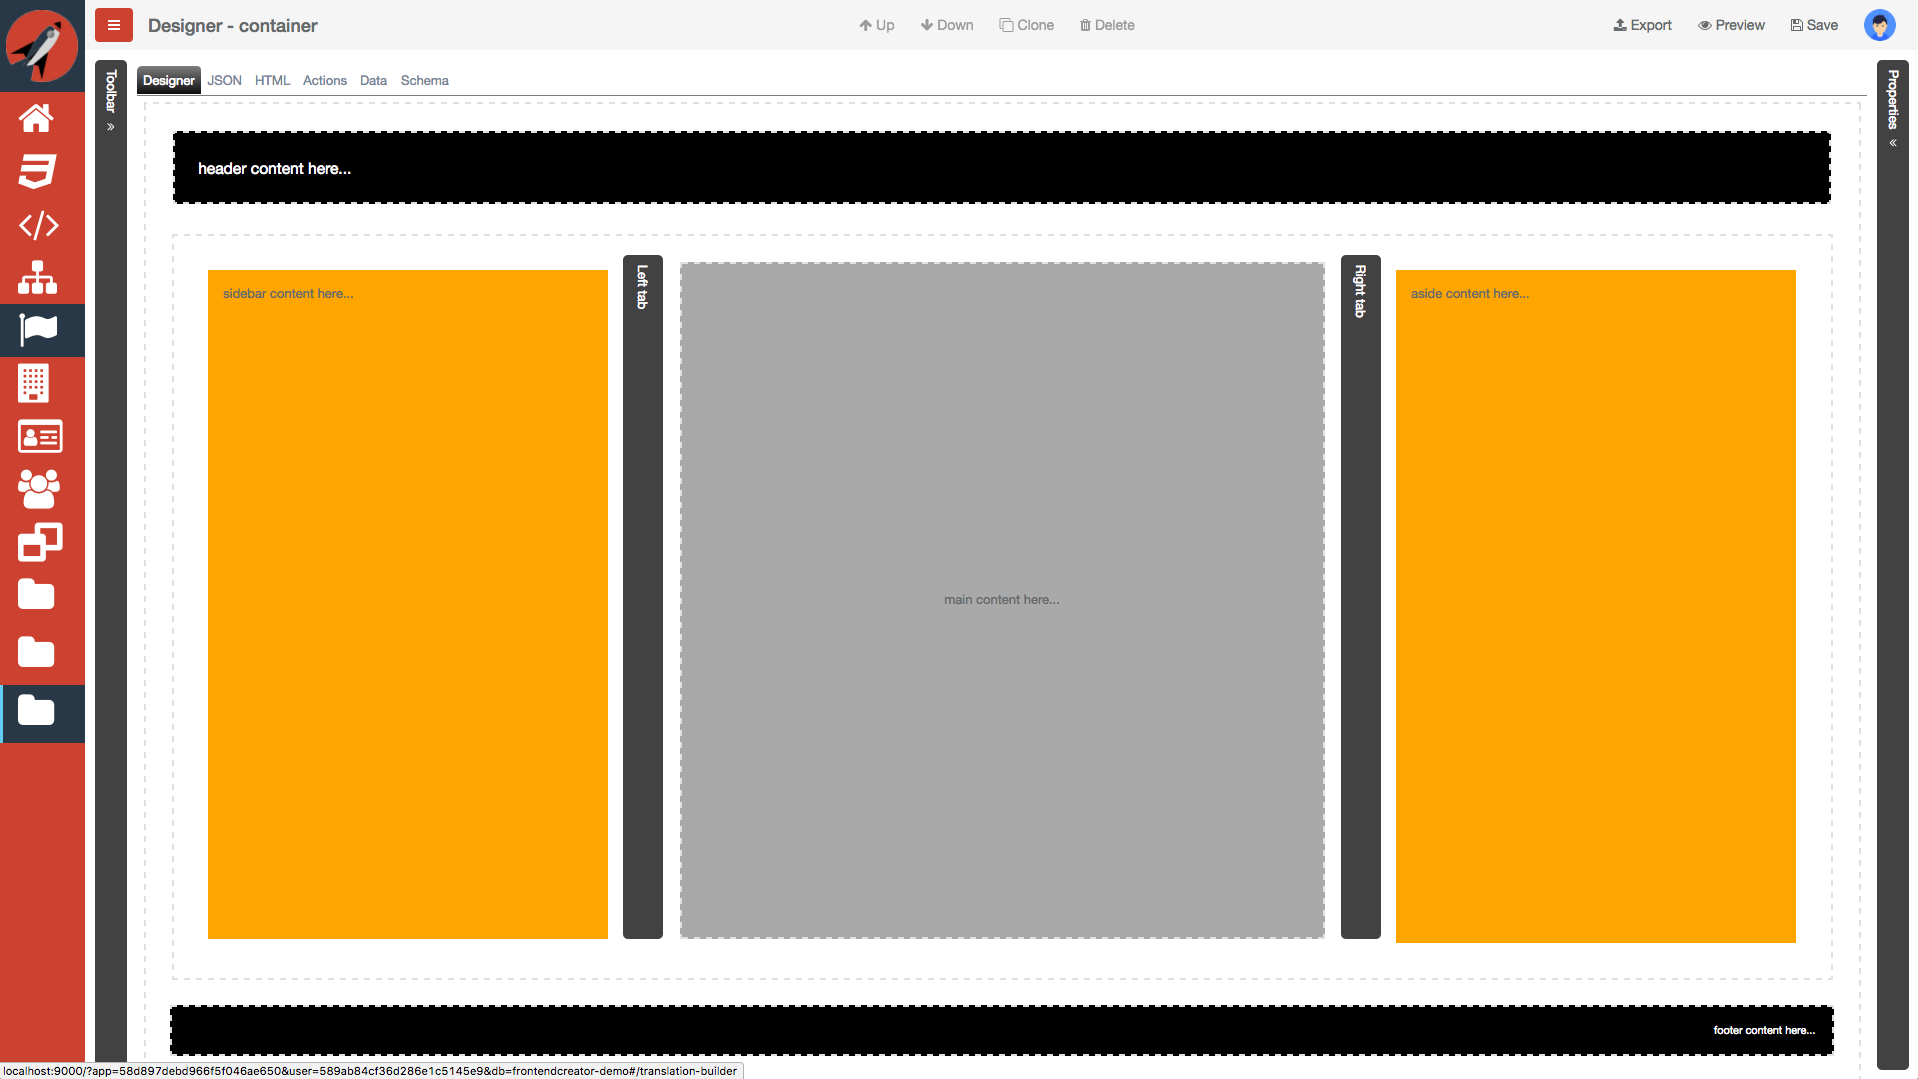 Designer - container
Up
Down
Clone
Delete
Export
Preview
Save
Toolbar
Designer
JSON
HTML
Actions
Data
Schema
Properties
header content here...
sidebar content here...
Left tab
main content here...
Right tab
aside content here...
footer content here...
localhost:9000/?app=58d897debd966f5f046ae650&user=589ab84cf36d286e1c5145e9&db=frontendcreator-demo#/translation-builder